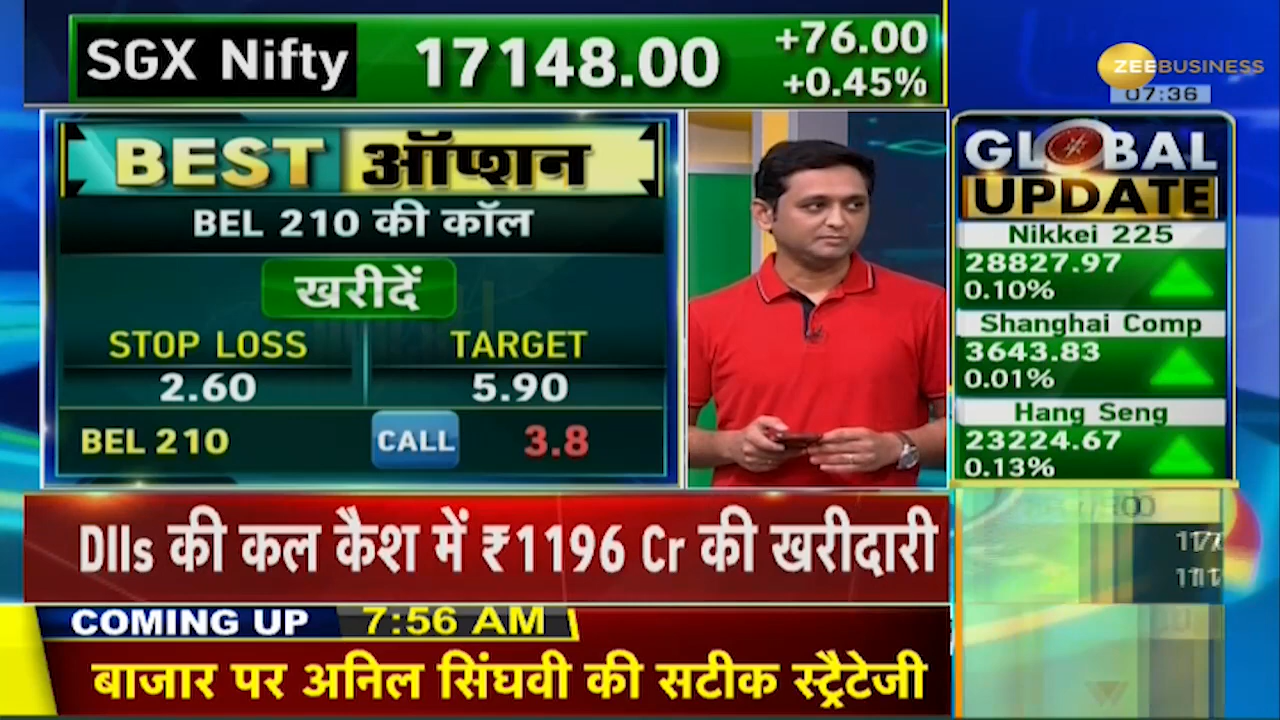 SGX Nifty 17148.00 +76.00
+0.45%
ZEEBUSINESS
07:36
BEST ऑप्शन
BEL 210 की कॉल
खरीदें
STOP LOSS TARGET
2.60 5.90
BEL 210 CALL 3.8
GLOBAL
UPDATE
Nikkei 225
28827.97
0.10%
Shanghai Comp
3643.83
0.01%
Hang Seng
23224.67
0.13%
DIIs की कल कैश में ₹1196 Cr की खरीदारी
COMING UP 7:56 AM
बाजार पर अनिल सिंघवी की सटीक स्ट्रैटेजी